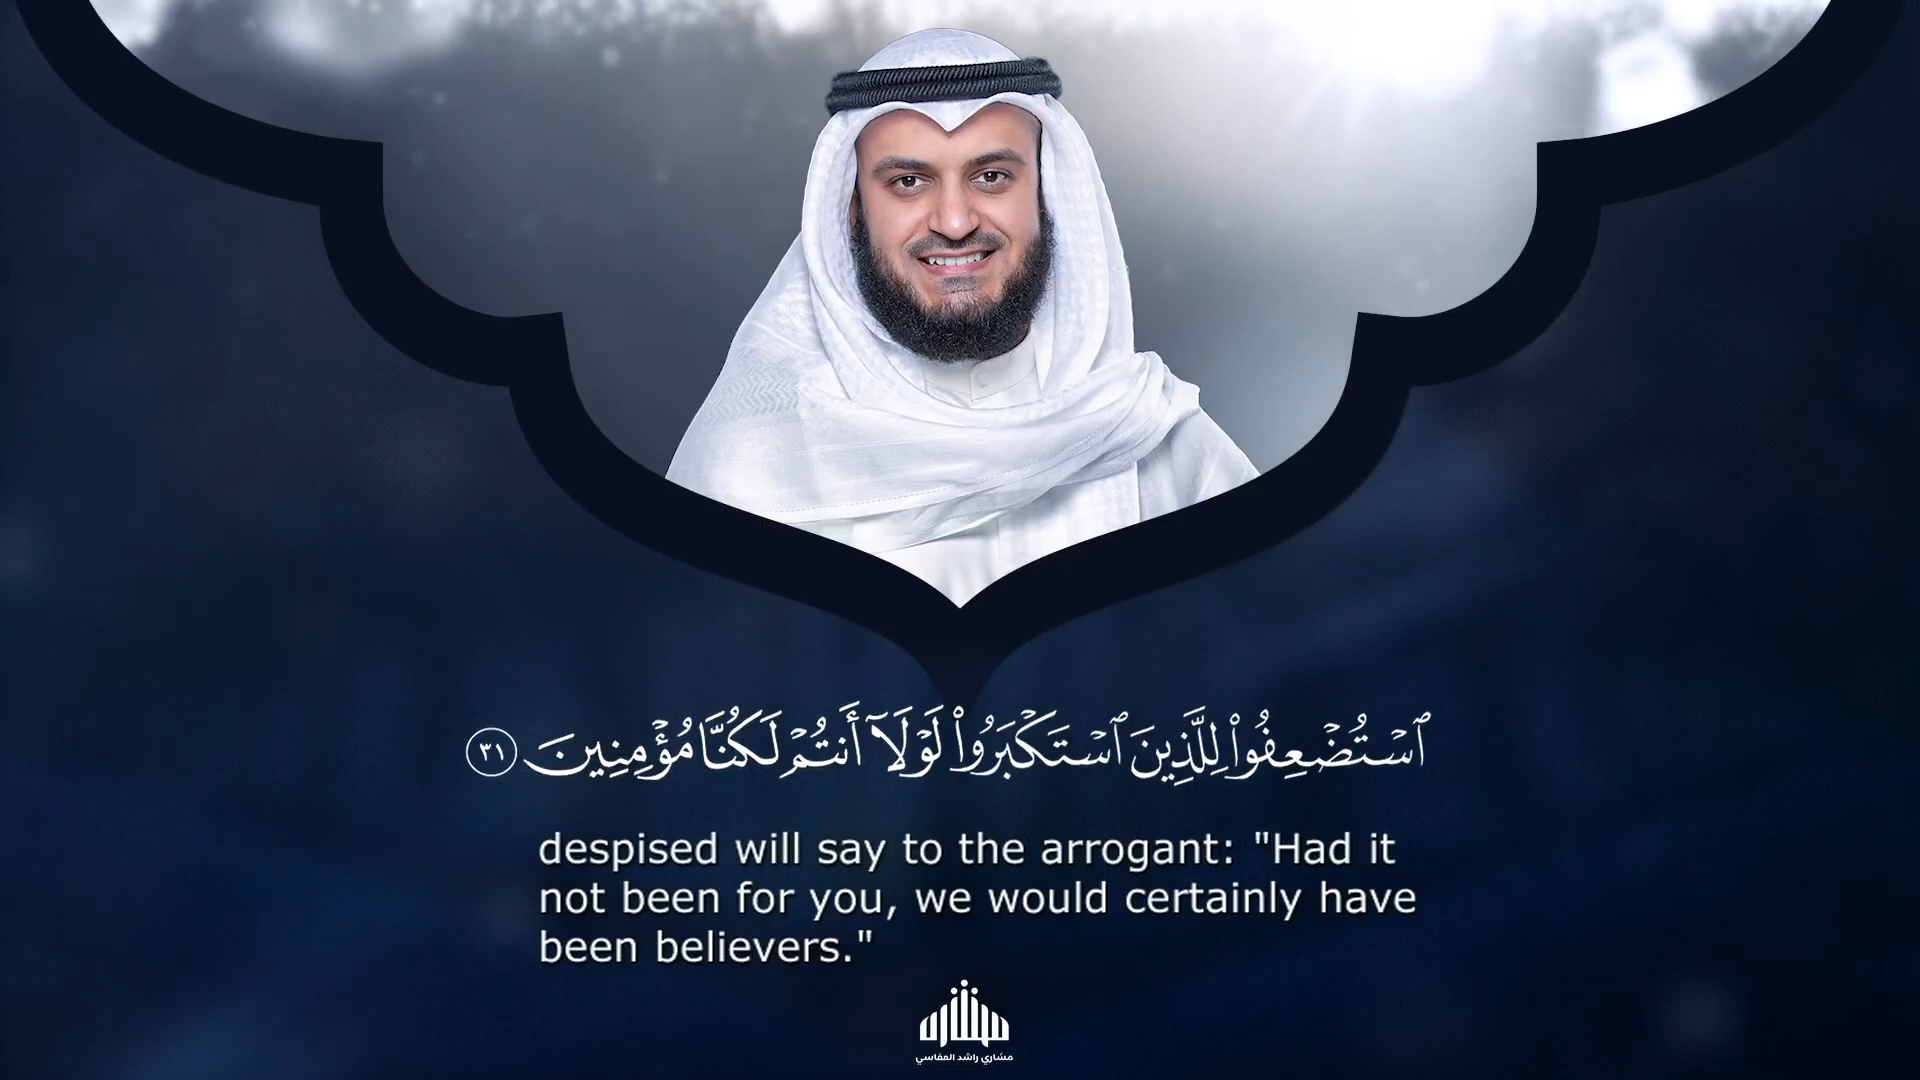 ٱسْتُضْعِفُوا۟ لِلَّذِينَ ٱسْتَكْبَرُوا۟ لَوْلَآ أَنتُمْ لَكُنَّا مُؤْمِنِينَ ٣١
despised will say to the arrogant: "Had it
not been for you, we would certainly have
been believers."
مشاري راشد العفاسي